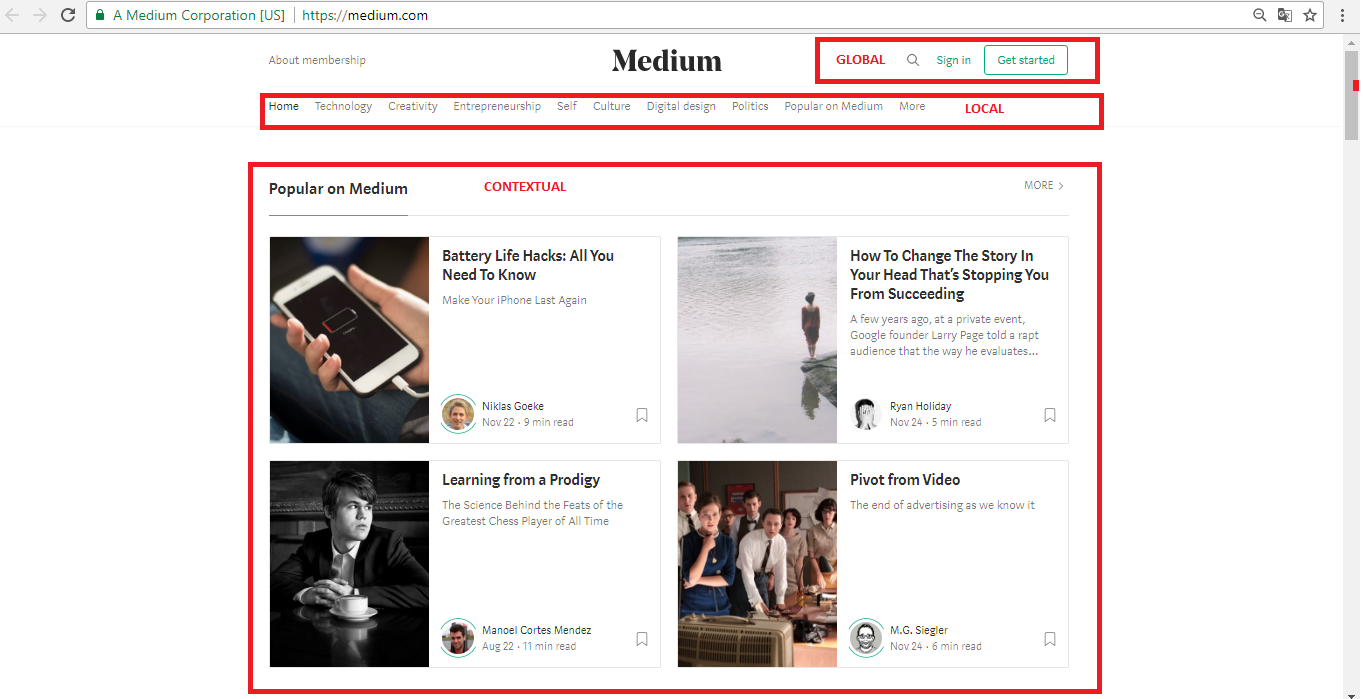 A Medium Corporation [US] https://medium.com
About membership
Medium
GLOBAL
Sign in
Get started
Home Technology Creativity Entrepreneurship Self Culture Digital design Politics Popular on Medium More
LOCAL
Popular on Medium
CONTEXTUAL
MORE
Battery Life Hacks: All You
Need To Know
Make Your iPhone Last Again
Niklas Goeke
Nov 22 · 9 min read
How To Change The Story In
Your Head That’s Stopping You
From Succeeding
A few years ago, at a private event,
Google founder Larry Page told a rapt
audience that the way he evaluates…
Ryan Holiday
Nov 24 · 5 min read
Learning from a Prodigy
The Science Behind the Feats of the
Greatest Chess Player of All Time
Manoel Cortes Mendez
Aug 22 · 11 min read
Pivot from Video
The end of advertising as we know it
M.G. Siegler
Nov 24 · 6 min read